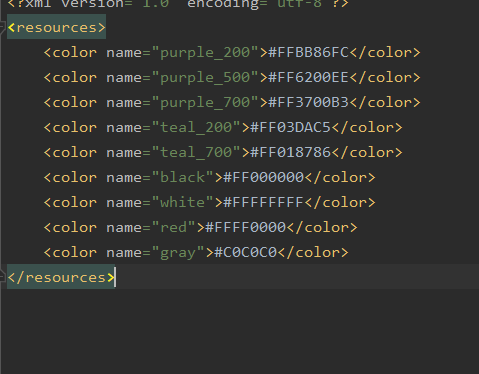 <?xml version="1.0" encoding="utf-8"?>
<resources>
<color name="purple_200">#FFBB86FC</color>
<color name="purple_500">#FF6200EE</color>
<color name="purple_700">#FF3700B3</color>
<color name="teal_200">#FF03DAC5</color>
<color name="teal_700">#FF018786</color>
<color name="black">#FF000000</color>
<color name="white">#FFFFFFFF</color>
<color name="red">#FFFF0000</color>
<color name="gray">#C0C0C0</color>
</resources>